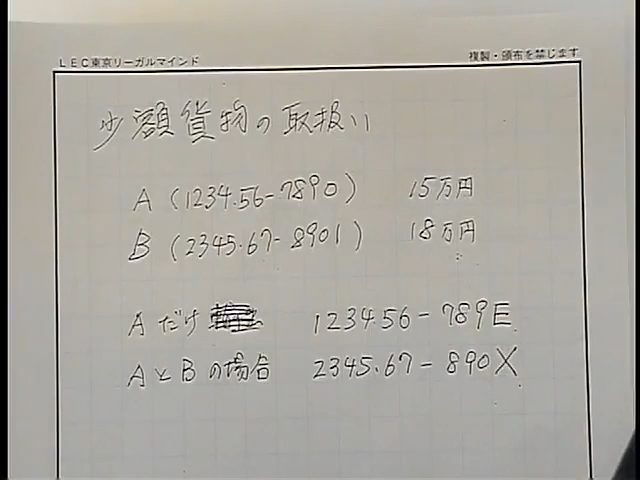 LEC東京リーガルマインド
複製・頒布を禁じます
少額貨物の取扱い
A (1234.56-7890) 15万円
B (2345.67-8901) 18万円
Aだけ 1234.56-789E
AとBの場合 2345.67-890X